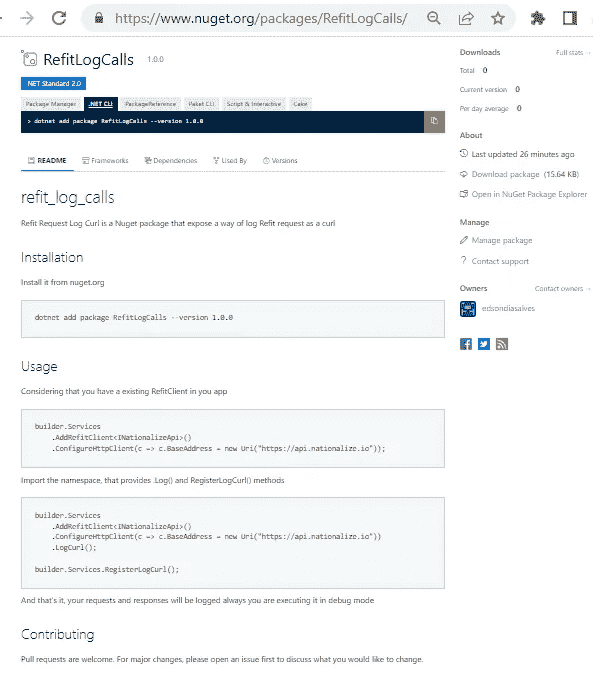 https://www.nuget.org/packages/RefitLogCalls/
RefitLogCalls 1.0.0
.NET Standard 2.0
Package Manager .NET CLI PackageReference Paket CLI Script & Interactive Cake
> dotnet add package RefitLogCalls --version 1.0.0
README Frameworks Dependencies Used By Versions
refit_log_calls
Refit Request Log Curl is a Nuget package that expose a way of log Refit request as a curl
Installation
Install it from nuget.org
dotnet add package RefitLogCalls --version 1.0.0
Usage
Considering that you have a existing RefitClient in you app
builder.Services
.AddRefitClient<INationalizeApi>()
.ConfigureHttpClient(c => c.BaseAddress = new Uri("https://api.nationalize.io"));
Import the namespace, that provides .Log() and RegisterLogCurl() methods
builder.Services
.AddRefitClient<INationalizeApi>()
.ConfigureHttpClient(c => c.BaseAddress = new Uri("https://api.nationalize.io"))
.LogCurl();
builder.Services.RegisterLogCurl();
And that's it, your requests and responses will be logged always you are executing it in debug mode
Contributing
Pull requests are welcome. For major changes, please open an issue first to discuss what you would like to change.
Downloads Full stats →
Total 0
Current version 0
Per day average 0
About
Last updated 26 minutes ago
Download package (15.64 KB)
Open in NuGet Package Explorer
Manage
Manage package
Contact support
Owners Contact owners →
edsondiasalves